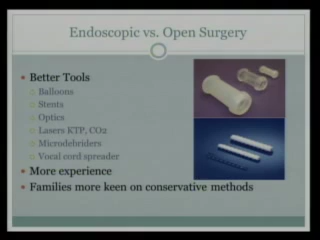 Endoscopic vs. Open Surgery
Better Tools
Balloons
Stents
Optics
Lasers KTP, CO2
Microdebriders
Vocal cord spreader
More experience
Families more keen on conservative methods